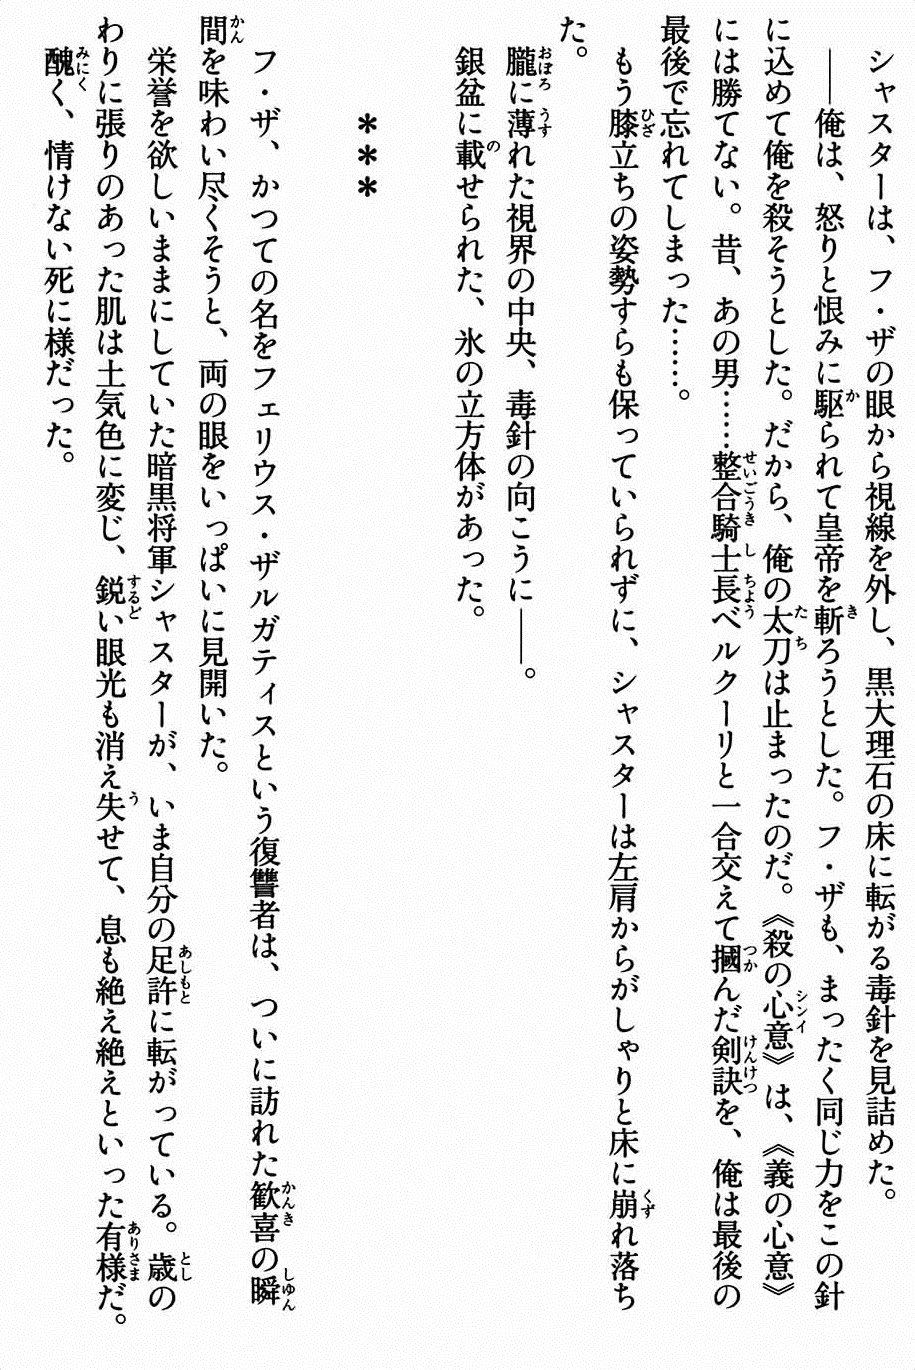 シャスターは、フ・ザの眼から視線を外し、黒大理石の床に転がる毒針を見詰めた。
――俺は、怒りと恨みに駆られて皇帝を斬ろうとした。フ・ザも、まったく同じ力をこの針
に込めて俺を殺そうとした。だから、俺の太刀は止まったのだ。《殺の心意》は、《義の心意》
には勝てない。昔、あの男……整合騎士長ベルクーリと一合交えて摑んだ剣訣を、俺は最後の
最後で忘れてしまった……。
もう膝立ちの姿勢すらも保っていられずに、シャスターは左肩からがしゃりと床に崩れ落ち
た。
朧に薄れた視界の中央、毒針の向こうに――。
銀盆に載せられた、氷の立方体があった。
＊＊＊
フ・ザ、かつての名をフェリウス・ザルガティスという復讐者は、ついに訪れた歓喜の瞬
間を味わい尽くそうと、両の眼をいっぱいに見開いた。
栄誉を欲しいままにしていた暗黒将軍シャスターが、いま自分の足許に転がっている。歳の
わりに張りのあった肌は土気色に変じ、鋭い眼光も消え失せて、息も絶え絶えといった有様だ。
醜く、情けない死に様だった。